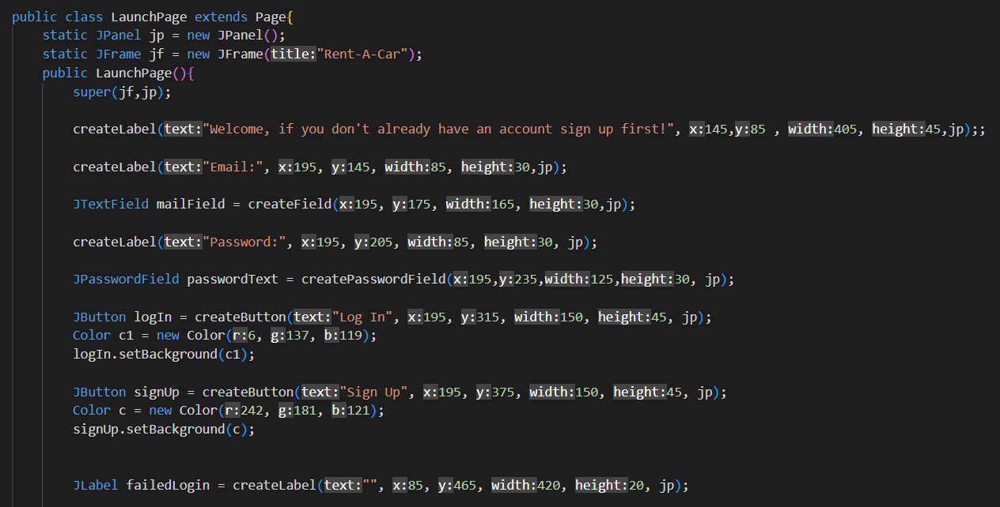 public class LaunchPage extends Page{
static JPanel jp = new JPanel();
static JFrame jf = new JFrame(title:"Rent-A-Car");
public LaunchPage(){
super(jf,jp);
createLabel(text:"Welcome, if you don't already have an account sign up first!", x:145,y:85 , width:405, height:45,jp);;
createLabel(text:"Email:", x:195, y:145, width:85, height:30,jp);
JTextField mailField = createField(x:195, y:175, width:165, height:30,jp);
createLabel(text:"Password:", x:195, y:205, width:85, height:30, jp);
JPasswordField passwordText = createPasswordField(x:195,y:235,width:125,height:30, jp);
JButton logIn = createButton(text:"Log In", x:195, y:315, width:150, height:45, jp);
Color c1 = new Color(r:6, g:137, b:119);
logIn.setBackground(c1);
JButton signUp = createButton(text:"Sign Up", x:195, y:375, width:150, height:45, jp);
Color c = new Color(r:242, g:181, b:121);
signUp.setBackground(c);
JLabel failedLogin = createLabel(text:"", x:85, y:465, width:420, height:20, jp);